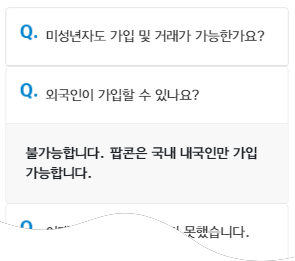 Q. 미성년자도 가입 및 거래가 가능한가요?
Q. 외국인이 가입할 수 있나요?
불가능합니다. 팝콘은 국내 내국인만 가입
가능합니다.
Q. 못했습니다.